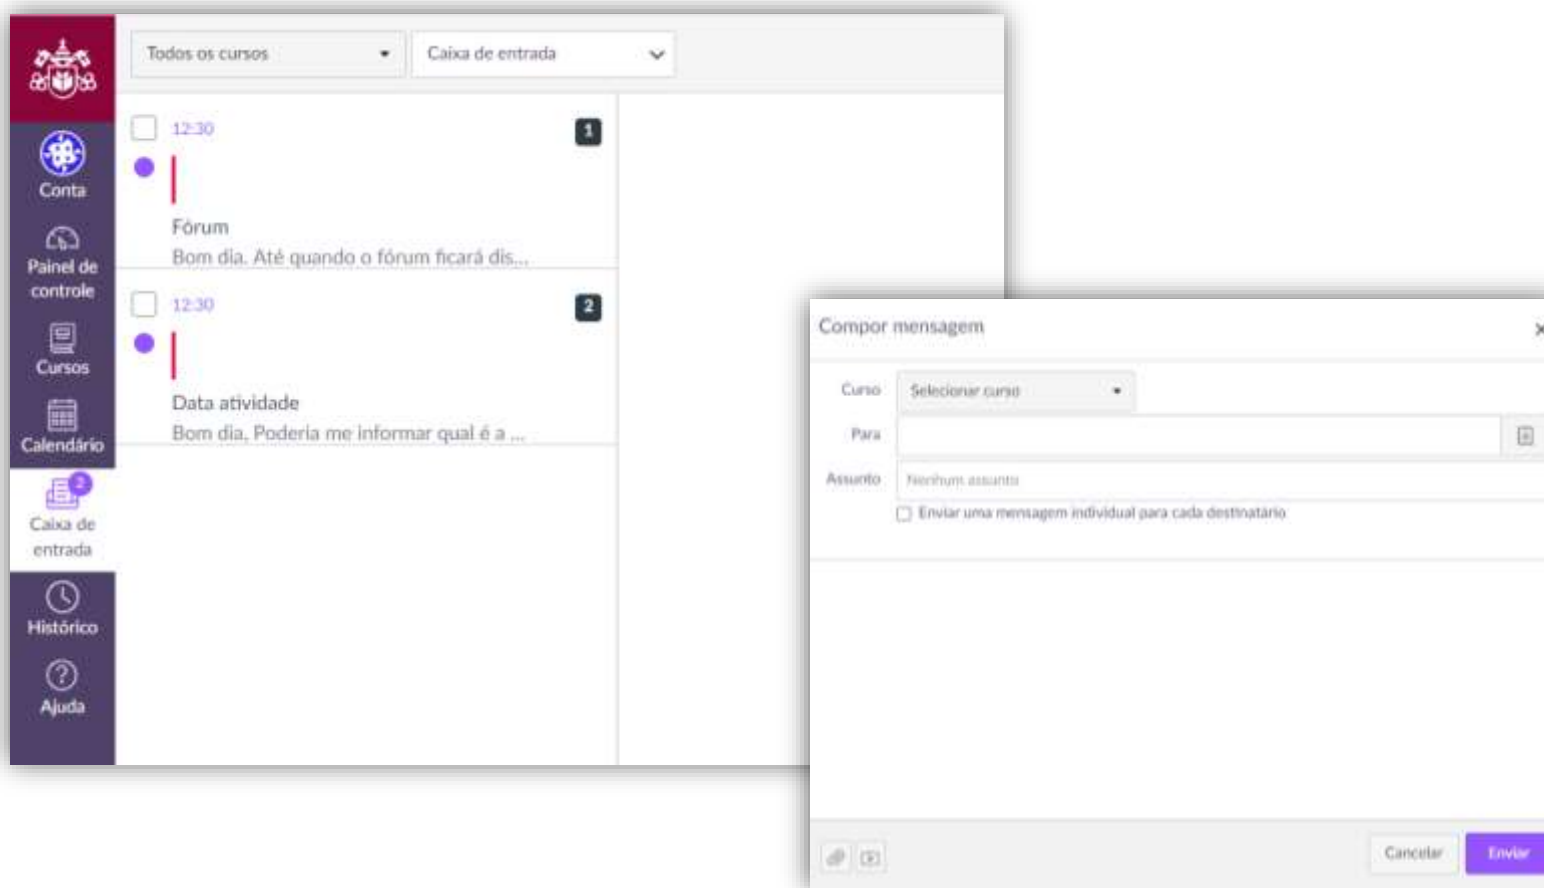 Todos os cursos
Caixa de entrada
Conta
Painel de
controle
Cursos
Calendário
2
Caixa de
entrada
Histórico
Ajuda
12:30
1
Fórum
Bom dia. Até quando o fórum ficará dis...
12:30
2
Data atividade
Bom dia, Poderia me informar qual é a ...
Compor mensagem
Curso
Selecionar curso
Para
Assunto
Nenhum assunto
Enviar uma mensagem individual para cada destinatário
Cancelar
Enviar